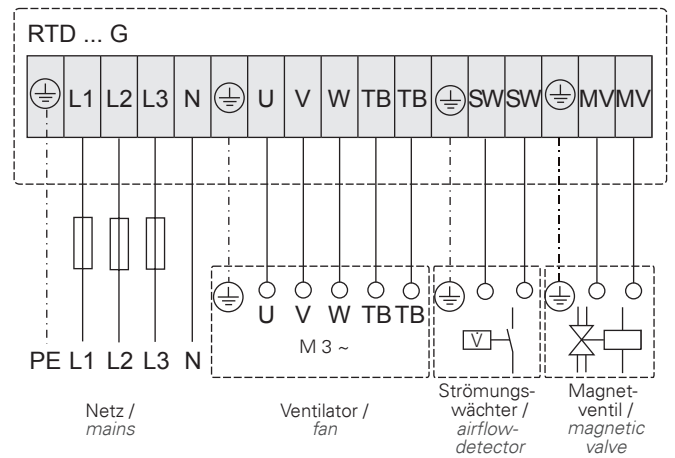 RTD ... G
L1 L2 L3 N U V W TB TB SW SW MV MV
U V W TB TB
M 3 ~
V̇
PE L1 L2 L3 N
Netz /
mains
Ventilator /
fan
Strömungs-
wächter /
airflow-
detector
Magnet-
ventil /
magnetic
valve